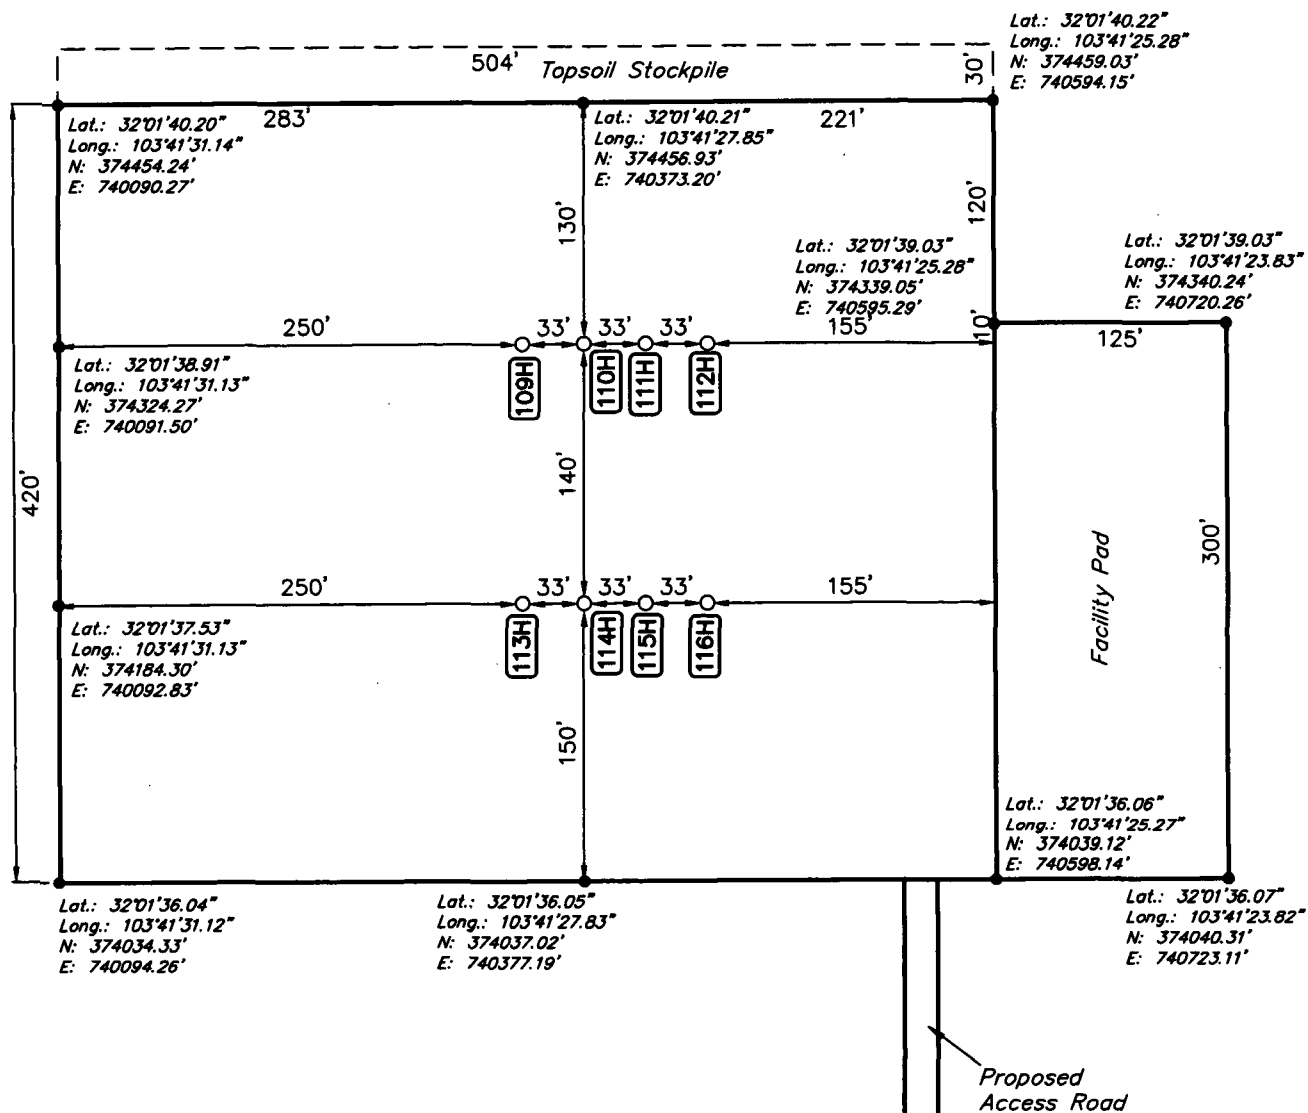 Lat.: 32°01'40.22"
Long.: 103°41'25.28"
N: 374459.03'
E: 740594.15'
504'
Topsoil Stockpile
30'
283'
221'
Lat.: 32°01'40.20"
Long.: 103°41'31.14"
N: 374454.24'
E: 740090.27'
Lat.: 32°01'40.21"
Long.: 103°41'27.85"
N: 374456.93'
E: 740373.20'
130'
120'
Lat.: 32°01'39.03"
Long.: 103°41'25.28"
N: 374339.05'
E: 740595.29'
Lat.: 32°01'39.03"
Long.: 103°41'23.83"
N: 374340.24'
E: 740720.26'
250'
33'
33'
33'
155'
10'
125'
109H
110H
111H
112H
Lat.: 32°01'38.91"
Long.: 103°41'31.13"
N: 374324.27'
E: 740091.50'
420'
140'
300'
Facility Pad
250'
33'
33'
33'
155'
113H
114H
115H
116H
Lat.: 32°01'37.53"
Long.: 103°41'31.13"
N: 374184.30'
E: 740092.83'
150'
Lat.: 32°01'36.06"
Long.: 103°41'25.27"
N: 374039.12'
E: 740598.14'
Lat.: 32°01'36.04"
Long.: 103°41'31.12"
N: 374034.33'
E: 740094.26'
Lat.: 32°01'36.05"
Long.: 103°41'27.83"
N: 374037.02'
E: 740377.19'
Lat.: 32°01'36.07"
Long.: 103°41'23.82"
N: 374040.31'
E: 740723.11'
Proposed
Access Road